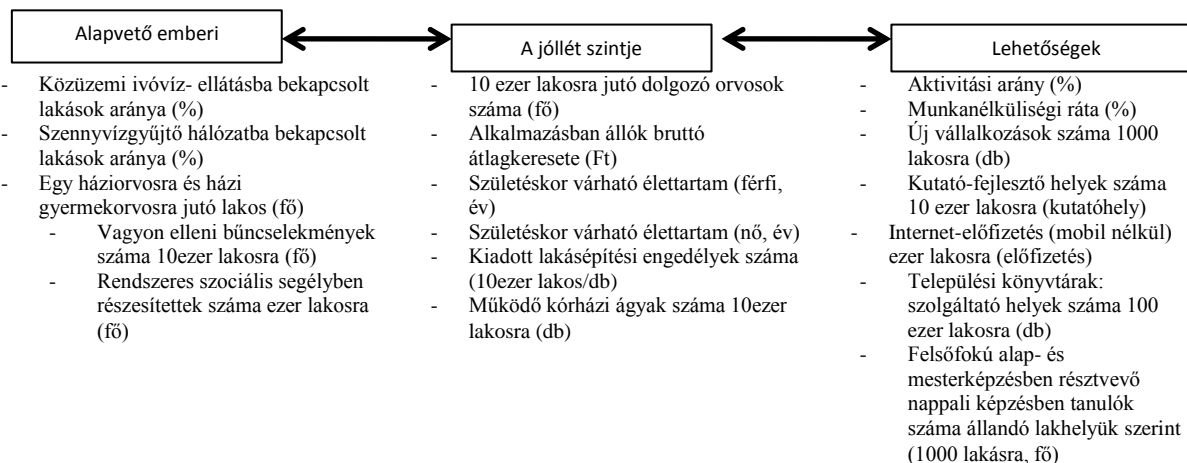 Alapvető emberi
- Közüzemi ivóvíz- ellátásba bekapcsolt
lakások aránya (%)
- Szennyvízgyűjtő hálózatba bekapcsolt
lakások aránya (%)
- Egy háziorvosra és házi
gyermekorvosra jutó lakos (fő)
- Vagyon elleni bűncselekmények
száma 10ezer lakosra (fő)
- Rendszeres szociális segélyben
részesítettek száma ezer lakosra
(fő)
A jóllét szintje
- 10 ezer lakosra jutó dolgozó orvosok
száma (fő)
- Alkalmazásban állók bruttó
átlagkeresete (Ft)
- Születéskor várható élettartam (férfi,
év)
- Születéskor várható élettartam (nő, év)
- Kiadott lakásépítési engedélyek száma
(10ezer lakos/db)
- Működő kórházi ágyak száma 10ezer
lakosra (db)
Lehetőségek
- Aktivitási arány (%)
- Munkanélküliségi ráta (%)
- Új vállalkozások száma 1000
lakosra (db)
- Kutató-fejlesztő helyek száma
10 ezer lakosra (kutatóhely)
- Internet-előfizetés (mobil nélkül)
ezer lakosra (előfizetés)
- Települési könyvtárak:
szolgáltató helyek száma 100
ezer lakosra (db)
- Felsőfokú alap- és
mesterképzésben résztvevő
nappali képzésben tanulók
száma állandó lakhelyük szerint
(1000 lakásra, fő)